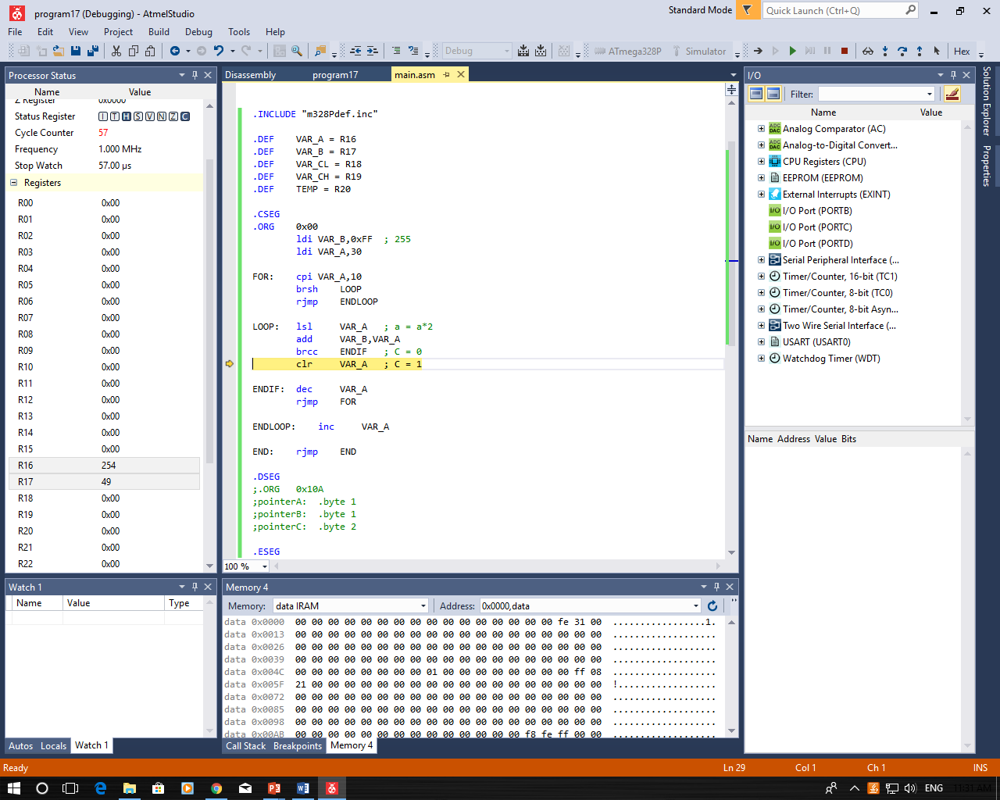 program17 (Debugging) - AtmelStudio
Standard Mode
Quick Launch (Ctrl+Q)
File Edit View Project Build Debug Tools Help
Debug
ATmega328P
Simulator
Hex
Processor Status
Name Value
Z Register 0x0000
Status Register I T H S V N Z C
Cycle Counter 57
Frequency 1.000 MHz
Stop Watch 57.00 µs
Registers
R00 0x00
R01 0x00
R02 0x00
R03 0x00
R04 0x00
R05 0x00
R06 0x00
R07 0x00
R08 0x00
R09 0x00
R10 0x00
R11 0x00
R12 0x00
R13 0x00
R14 0x00
R15 0x00
R16 254
R17 49
R18 0x00
R19 0x00
R20 0x00
R21 0x00
R22 0x00
Disassembly program17 main.asm
.INCLUDE "m328Pdef.inc"
.DEF VAR_A = R16
.DEF VAR_B = R17
.DEF VAR_CL = R18
.DEF VAR_CH = R19
.DEF TEMP = R20
.CSEG
.ORG 0x00
ldi VAR_B,0xFF ; 255
ldi VAR_A,30
FOR: cpi VAR_A,10
brsh LOOP
rjmp ENDLOOP
LOOP: lsl VAR_A ; a = a*2
add VAR_B,VAR_A
brcc ENDIF ; C = 0
clr VAR_A ; C = 1
ENDIF: dec VAR_A
rjmp FOR
ENDLOOP: inc VAR_A
END: rjmp END
.DSEG
;.ORG 0x10A
;pointerA: .byte 1
;pointerB: .byte 1
;pointerC: .byte 2
.ESEG
100 %
I/O
Filter:
Name Value
Analog Comparator (AC)
Analog-to-Digital Convert...
CPU Registers (CPU)
EEPROM (EEPROM)
External Interrupts (EXINT)
I/O Port (PORTB)
I/O Port (PORTC)
I/O Port (PORTD)
Serial Peripheral Interface (...
Timer/Counter, 16-bit (TC1)
Timer/Counter, 8-bit (TC0)
Timer/Counter, 8-bit Asyn...
Two Wire Serial Interface (...
USART (USART0)
Watchdog Timer (WDT)
Name Address Value Bits
Solution Explorer
Properties
Watch 1
Name Value Type
Autos Locals Watch 1
Memory 4
Memory: data IRAM Address: 0x0000,data
data 0x0000 00 00 00 00 00 00 00 00 00 00 00 00 00 00 00 00 fe 31 00 .................1.
data 0x0013 00 00 00 00 00 00 00 00 00 00 00 00 00 00 00 00 00 00 00 ...................
data 0x0026 00 00 00 00 00 00 00 00 00 00 00 00 00 00 00 00 00 00 00 ...................
data 0x0039 00 00 00 00 00 00 00 00 00 00 00 00 00 00 00 00 00 00 00 ...................
data 0x004C 00 00 00 00 00 00 00 00 01 00 00 00 00 00 00 00 00 ff 08 ...................
data 0x005F 21 00 00 00 00 00 00 00 00 00 00 00 00 00 00 00 00 00 00 !..................
data 0x0072 00 00 00 00 00 00 00 00 00 00 00 00 00 00 00 00 00 00 00 ...................
data 0x0085 00 00 00 00 00 00 00 00 00 00 00 00 00 00 00 00 00 00 00 ...................
data 0x0098 00 00 00 00 00 00 00 00 00 00 00 00 00 00 00 00 00 00 00 ...................
data 0x00AB 00 00 00 00 00 00 00 00 00 00 00 00 00 00 f8 fe ff 00 00 ...................
Call Stack Breakpoints Memory 4
Ready Ln 29 Col 1 Ch 1 INS
ENG 11:31 AM